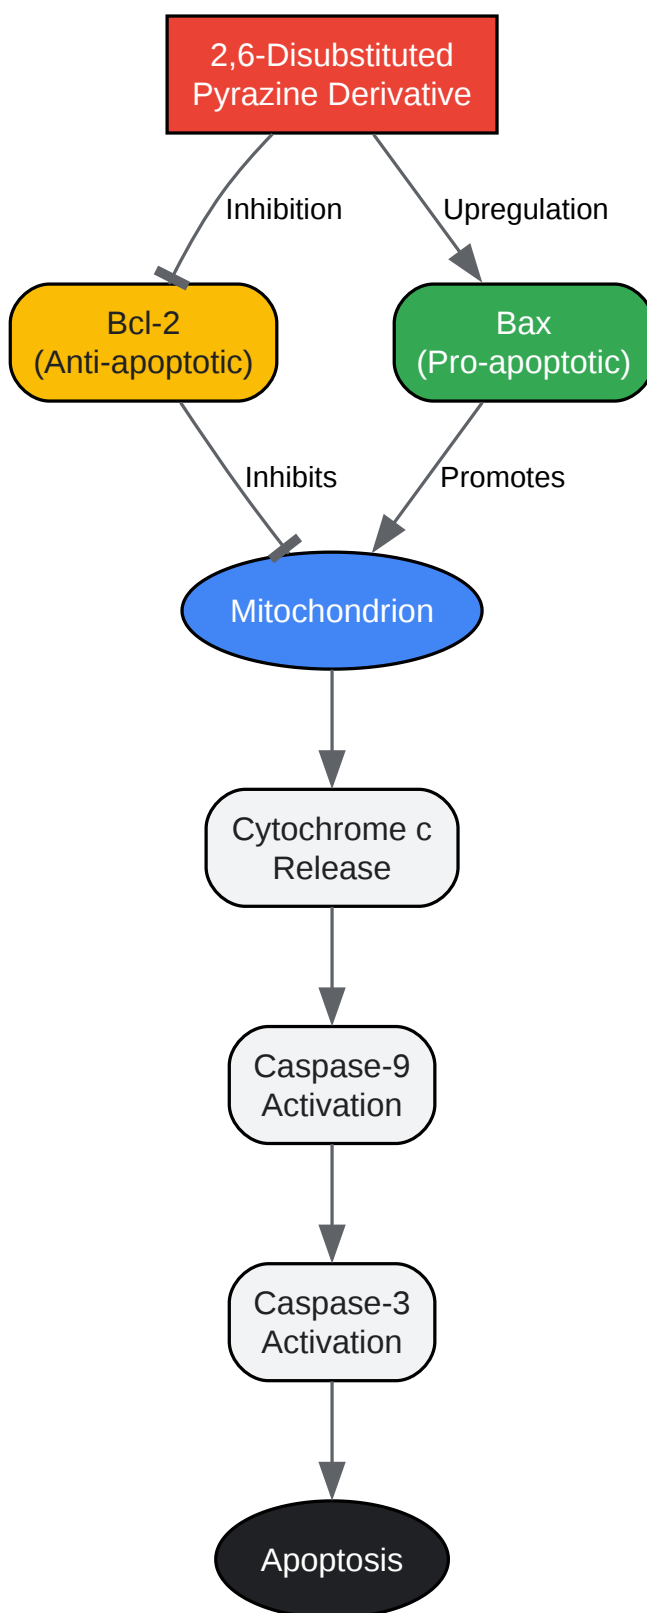 2,6-Disubstituted
Pyrazine Derivative
Inhibition
Upregulation
Bcl-2
(Anti-apoptotic)
Bax
(Pro-apoptotic)
Inhibits
Promotes
Mitochondrion
Cytochrome c
Release
Caspase-9
Activation
Caspase-3
Activation
Apoptosis